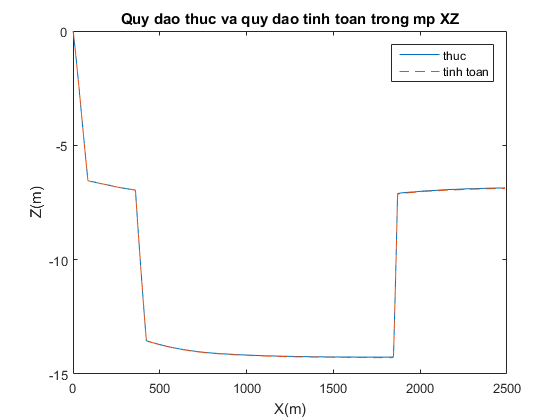 Quy dao thuc va quy dao tinh toan trong mp XZ
thuc
tinh toan
0
-5
-10
-15
Z(m)
0
500
1000
1500
2000
2500
X(m)